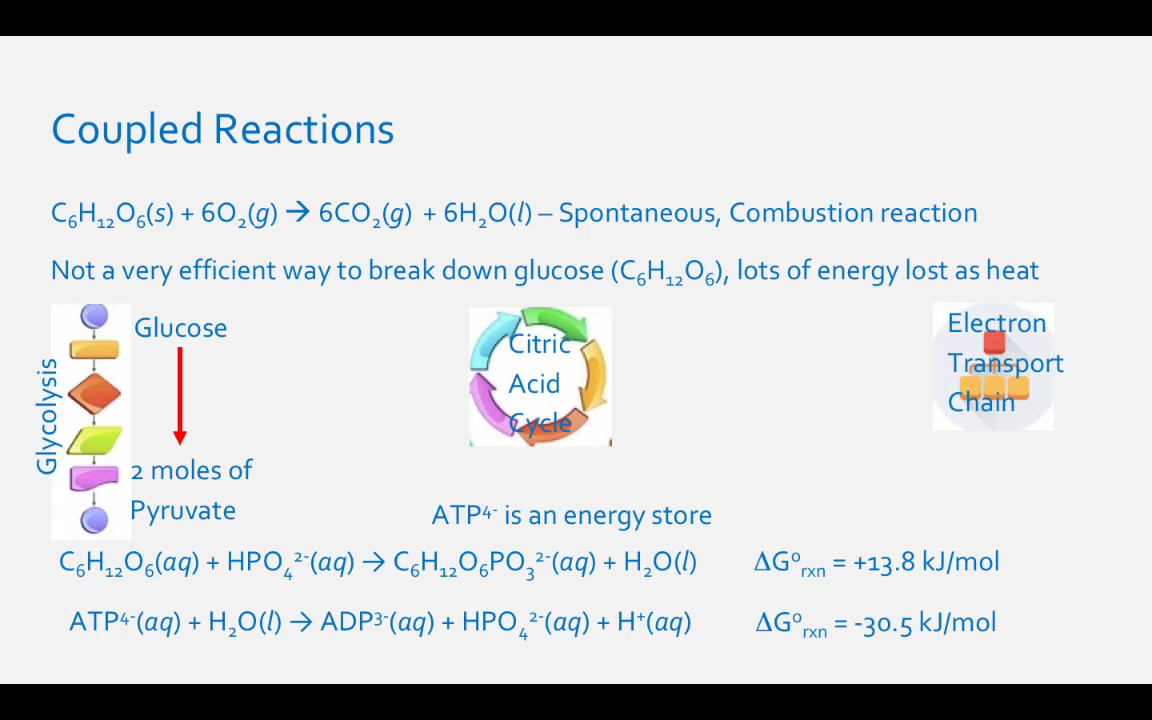 Coupled Reactions
C₆H₁₂O₆(s) + 6O₂(g) → 6CO₂(g) + 6H₂O(l) – Spontaneous, Combustion reaction
Not a very efficient way to break down glucose (C₆H₁₂O₆), lots of energy lost as heat
Glycolysis
Glucose
2 moles of
Pyruvate
Citric
Acid
Cycle
Electron
Transport
Chain
ATP⁴⁻ is an energy store
C₆H₁₂O₆(aq) + HPO₄²⁻(aq) → C₆H₁₂O₆PO₃²⁻(aq) + H₂O(l) ΔG°rxn = +13.8 kJ/mol
ATP⁴⁻(aq) + H₂O(l) → ADP³⁻(aq) + HPO₄²⁻(aq) + H⁺(aq) ΔG°rxn = -30.5 kJ/mol